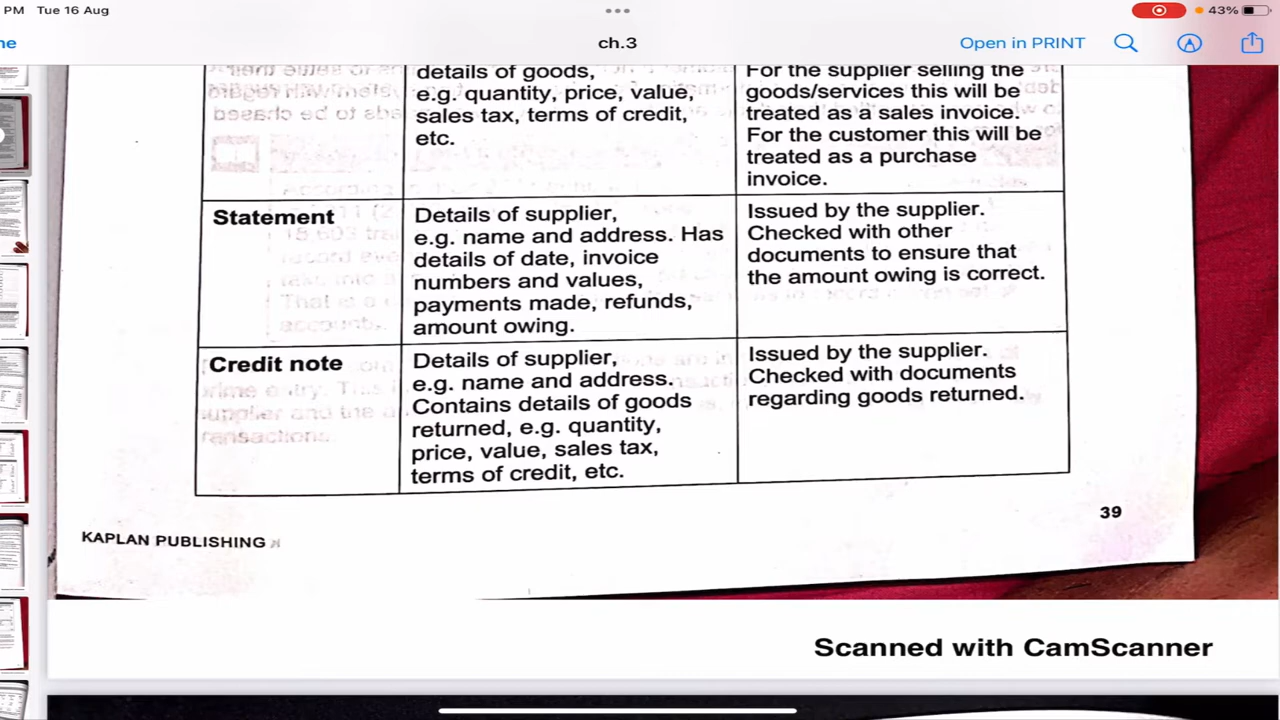 PM Tue 16 Aug
43%
ne
ch.3
Open in PRINT
details of goods,
e.g. quantity, price, value,
sales tax, terms of credit,
etc.
For the supplier selling the
goods/services this will be
treated as a sales invoice.
For the customer this will be
treated as a purchase
invoice.
Statement
Details of supplier,
e.g. name and address. Has
details of date, invoice
numbers and values,
payments made, refunds,
amount owing.
Issued by the supplier.
Checked with other
documents to ensure that
the amount owing is correct.
Credit note
Details of supplier,
e.g. name and address.
Contains details of goods
returned, e.g. quantity,
price, value, sales tax,
terms of credit, etc.
Issued by the supplier.
Checked with documents
regarding goods returned.
39
KAPLAN PUBLISHING
Scanned with CamScanner